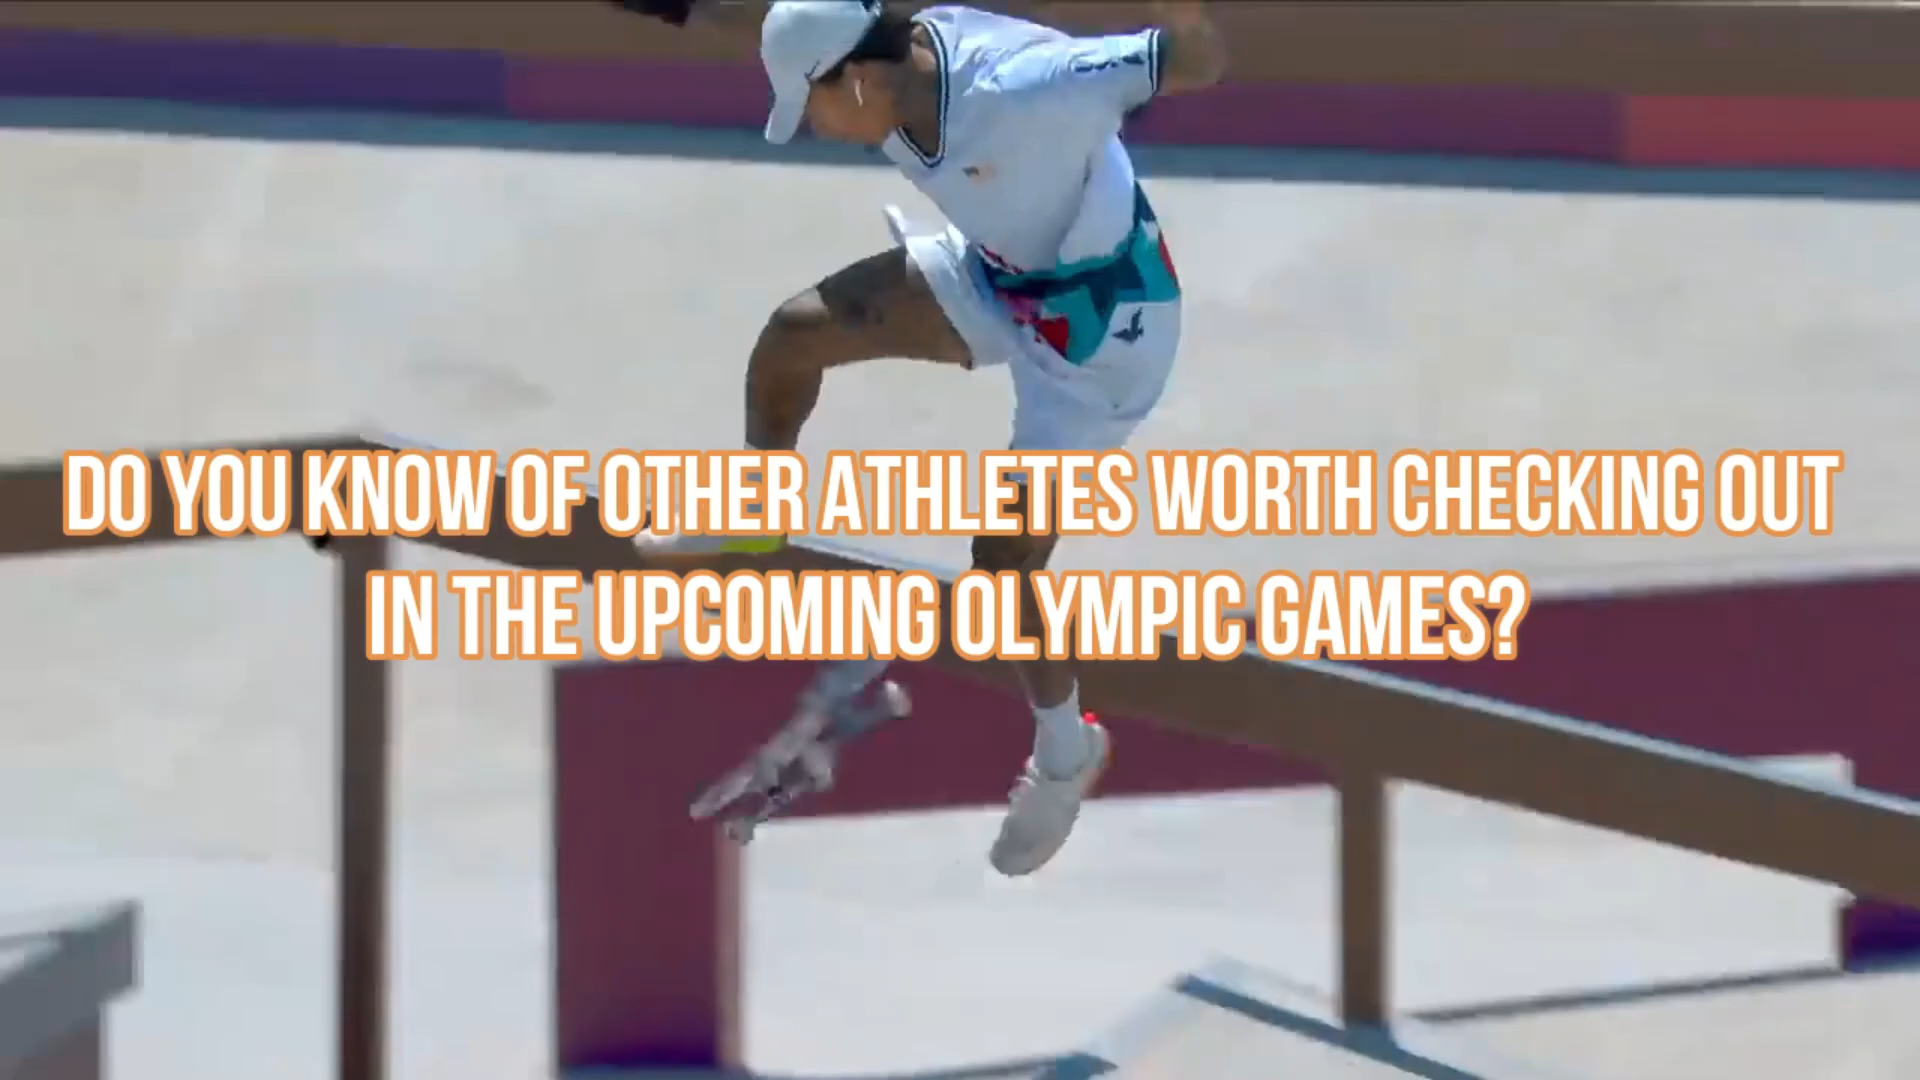 DO YOU KNOW OF OTHER ATHLETES WORTH CHECKING OUT
IN THE UPCOMING OLYMPIC GAMES?